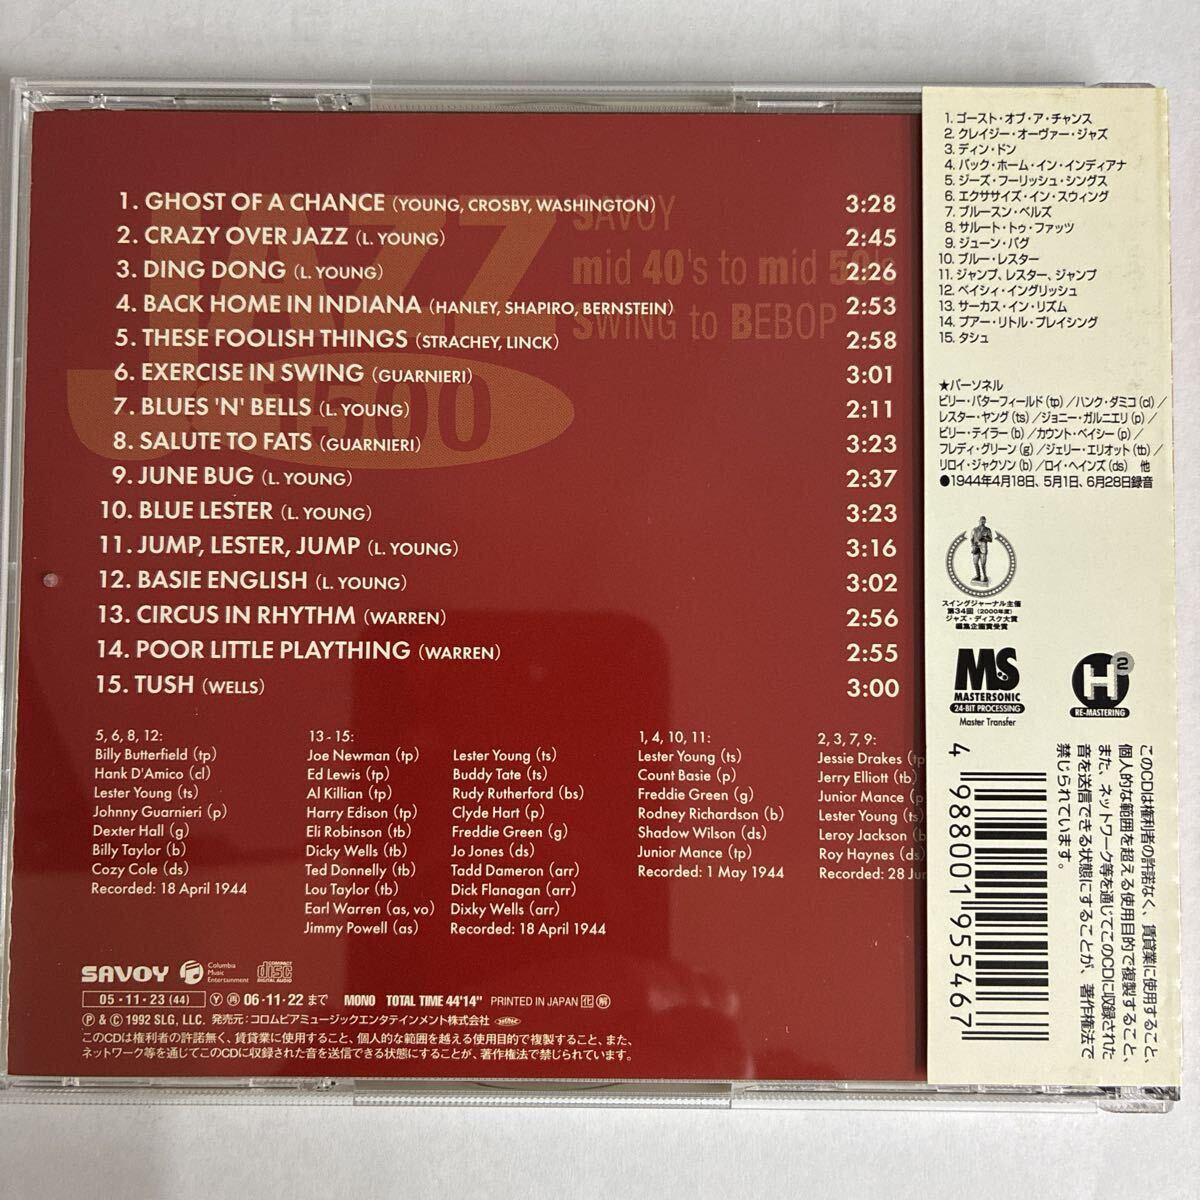 JAZZ
1500
SAVOY
mid 40's to mid 50's
SWING to BEBOP
1. GHOST OF A CHANCE (YOUNG, CROSBY, WASHINGTON) 3:28
2. CRAZY OVER JAZZ (L. YOUNG) 2:45
3. DING DONG (L. YOUNG) 2:26
4. BACK HOME IN INDIANA (HANLEY, SHAPIRO, BERNSTEIN) 2:53
5. THESE FOOLISH THINGS (STRACHEY, LINCK) 2:58
6. EXERCISE IN SWING (GUARNIERI) 3:01
7. BLUES 'N' BELLS (L. YOUNG) 2:11
8. SALUTE TO FATS (GUARNIERI) 3:23
9. JUNE BUG (L. YOUNG) 2:37
10. BLUE LESTER (L. YOUNG) 3:23
11. JUMP, LESTER, JUMP (L. YOUNG) 3:16
12. BASIE ENGLISH (L. YOUNG) 3:02
13. CIRCUS IN RHYTHM (WARREN) 2:56
14. POOR LITTLE PLAYTHING (WARREN) 2:55
15. TUSH (WELLS) 3:00
5, 6, 8, 12:
Billy Butterfield (tp)
Hank D'Amico (cl)
Lester Young (ts)
Johnny Guarnieri (p)
Dexter Hall (g)
Billy Taylor (b)
Cozy Cole (ds)
Recorded: 18 April 1944
13 - 15:
Joe Newman (tp)
Ed Lewis (tp)
Al Killian (tp)
Harry Edison (tp)
Eli Robinson (tb)
Dicky Wells (tb)
Ted Donnelly (tb)
Lou Taylor (tb)
Earl Warren (as, vo)
Jimmy Powell (as)
Lester Young (ts)
Buddy Tate (ts)
Rudy Rutherford (bs)
Clyde Hart (p)
Freddie Green (g)
Jo Jones (ds)
Tadd Dameron (arr)
Dick Flanagan (arr)
Dixky Wells (arr)
Recorded: 18 April 1944
1, 4, 10, 11:
Lester Young (ts)
Count Basie (p)
Freddie Green (g)
Rodney Richardson (b)
Shadow Wilson (ds)
Junior Mance (tp)
Recorded: 1 May 1944
2, 3, 7, 9:
Jessie Drakes (tp
Jerry Elliott (tb)
Junior Mance (p)
Lester Young (ts)
Leroy Jackson (b
Roy Haynes (ds)
Recorded: 28 Jun
SAVOY
Columbia
Music
Entertainment
COMPACT
disc
DIGITAL AUDIO
05・11・23 (44) Ⓨ 再 06・11・22 まで MONO TOTAL TIME 44'14" PRINTED IN JAPAN
Ⓟ & Ⓒ 1992 SLG, LLC. 発売元：コロムビアミュージックエンタテインメント株式会社
このCDは権利者の許諾無く、賃貸業に使用すること、個人的な範囲を越える使用目的で複製すること、また、
ネットワーク等を通じてこのCDに収録された音を送信できる状態にすることが、著作権法で禁じられています。
1. ゴースト・オブ・ア・チャンス
2. クレイジー・オーヴァー・ジャズ
3. ディン・ドン
4. バック・ホーム・イン・インディアナ
5. ジーズ・フーリッシュ・シングス
6. エクササイズ・イン・スウィング
7. ブルースン・ベルズ
8. サルート・トゥ・ファッツ
9. ジューン・バグ
10. ブルー・レスター
11. ジャンプ、レスター、ジャンプ
12. ベイシィ・イングリッシュ
13. サーカス・イン・リズム
14. プアー・リトル・プレイシング
15. タシュ
★パーソネル
ビリー・バターフィールド (tp) ／ハンク・ダミコ (cl) ／
レスター・ヤング (ts) ／ジョニー・ガルニエリ (p) ／
ビリー・テイラー (b) ／カウント・ベイシー (p) ／
フレディ・グリーン (g) ／ジェリー・エリオット (tb) ／
リロイ・ジャクソン (b) ／ロイ・ヘインズ (ds) 他
●1944年4月18日、5月1日、6月28日録音
スイングジャーナル主催
第34回 (2000年度)
ジャズ・ディスク大賞
MS
MASTERSONIC
24-BIT PROCESSING
Master Transfer
H2
RE-MASTERING
4 988001 955467
このCDは権利者の許諾なく、賃貸業に使用すること、
個人的な範囲を超える使用目的で複製すること、
また、ネットワーク等を通じてこのCDに収録された
音を送信できる状態にすることが、著作権法で
禁じられています。